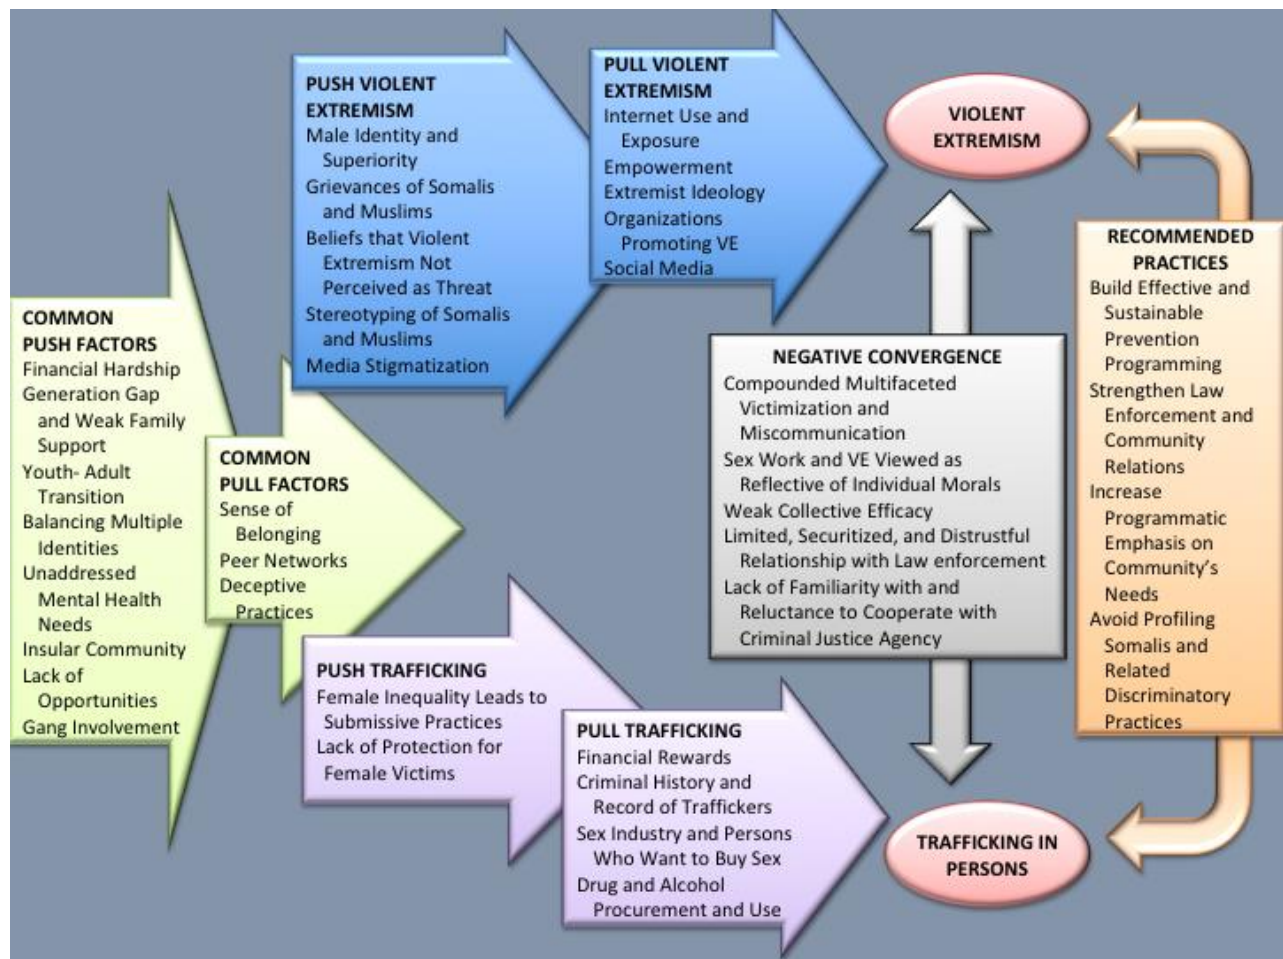 COMMON
PUSH FACTORS
Financial Hardship
Generation Gap
and Weak Family
Support
Youth- Adult
Transition
Balancing Multiple
Identities
Unaddressed
Mental Health
Needs
Insular Community
Lack of
Opportunities
Gang Involvement
COMMON
PULL FACTORS
Sense of
Belonging
Peer Networks
Deceptive
Practices
PUSH VIOLENT
EXTREMISM
Male Identity and
Superiority
Grievances of Somalis
and Muslims
Beliefs that Violent
Extremism Not
Perceived as Threat
Stereotyping of Somalis
and Muslims
Media Stigmatization
PULL VIOLENT
EXTREMISM
Internet Use and
Exposure
Empowerment
Extremist Ideology
Organizations
Promoting VE
Social Media
PUSH TRAFFICKING
Female Inequality Leads to
Submissive Practices
Lack of Protection for
Female Victims
PULL TRAFFICKING
Financial Rewards
Criminal History and
Record of Traffickers
Sex Industry and Persons
Who Want to Buy Sex
Drug and Alcohol
Procurement and Use
VIOLENT
EXTREMISM
NEGATIVE CONVERGENCE
Compounded Multifaceted
Victimization and
Miscommunication
Sex Work and VE Viewed as
Reflective of Individual Morals
Weak Collective Efficacy
Limited, Securitized, and Distrustful
Relationship with Law enforcement
Lack of Familiarity with and
Reluctance to Cooperate with
Criminal Justice Agency
TRAFFICKING IN
PERSONS
RECOMMENDED
PRACTICES
Build Effective and
Sustainable
Prevention
Programming
Strengthen Law
Enforcement and
Community
Relations
Increase
Programmatic
Emphasis on
Community's
Needs
Avoid Profiling
Somalis and
Related
Discriminatory
Practices